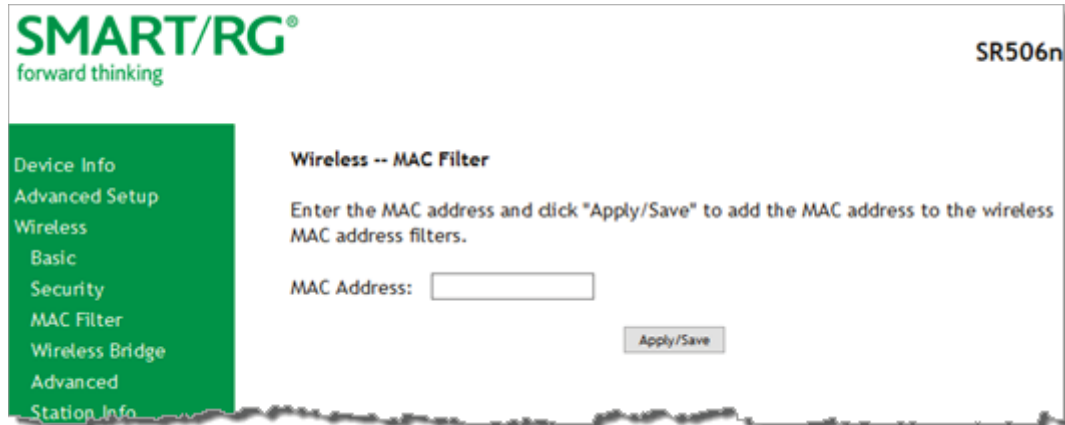 SMART/RG®
forward thinking
SR506n
Device Info
Advanced Setup
Wireless
Basic
Security
MAC Filter
Wireless Bridge
Advanced
Station Info
Wireless -- MAC Filter
Enter the MAC address and click "Apply/Save" to add the MAC address to the wireless
MAC address filters.
MAC Address:
Apply/Save